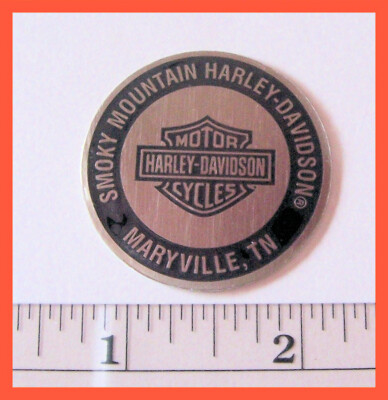 SMOKY MOUNTAIN HARLEY-DAVIDSON®
MOTOR
HARLEY-DAVIDSON
CYCLES
MARYVILLE, TN
1 2